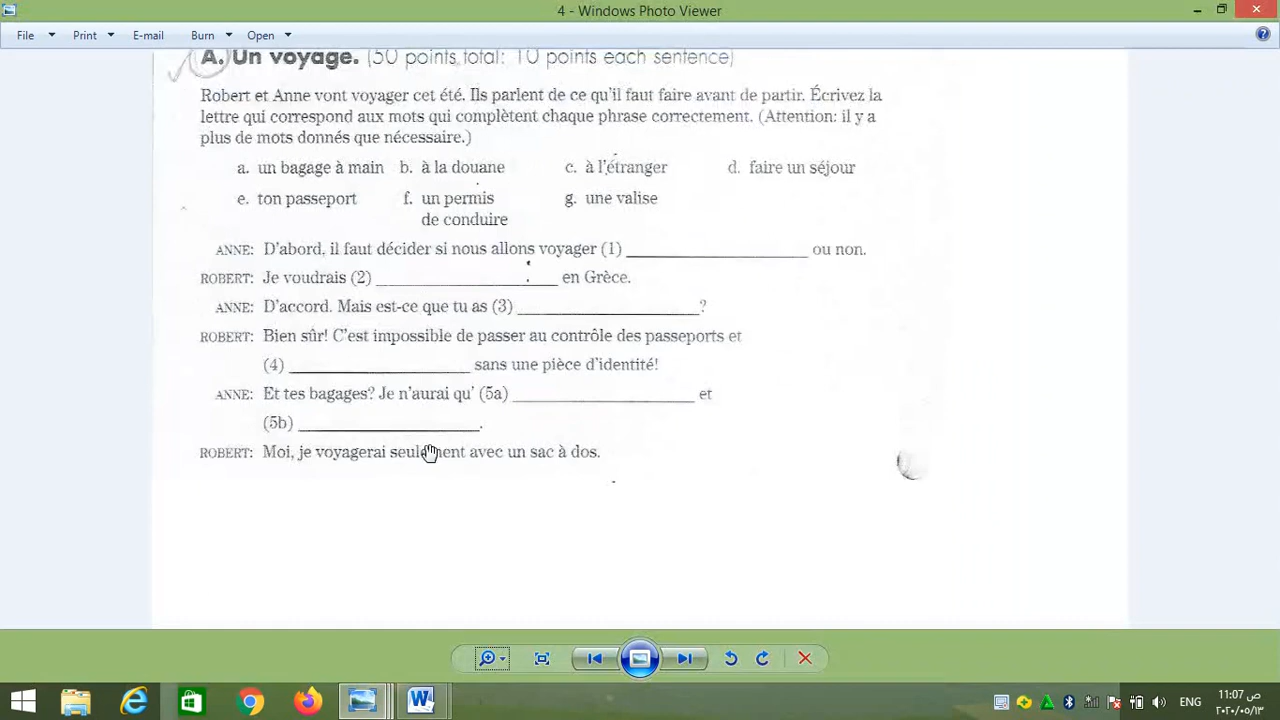 4 - Windows Photo Viewer
File Print E-mail Burn Open
A. Un voyage. (50 points total: 10 points each sentence)
Robert et Anne vont voyager cet été. Ils parlent de ce qu'il faut faire avant de partir. Écrivez la
lettre qui correspond aux mots qui complètent chaque phrase correctement. (Attention: il y a
plus de mots donnés que nécessaire.)
a. un bagage à main b. à la douane c. à l'étranger d. faire un séjour
e. ton passeport f. un permis g. une valise
de conduire
ANNE: D'abord, il faut décider si nous allons voyager (1) ____________ ou non.
ROBERT: Je voudrais (2) ____________ en Grèce.
ANNE: D'accord. Mais est-ce que tu as (3) ____________?
ROBERT: Bien sûr! C'est impossible de passer au contrôle des passeports et
(4) ____________ sans une pièce d'identité!
ANNE: Et tes bagages? Je n'aurai qu' (5a) ____________ et
(5b) ____________.
ROBERT: Moi, je voyagerai seulement avec un sac à dos.
ENG
11:07 ص
٢٠٢٠/٠٥/١٣